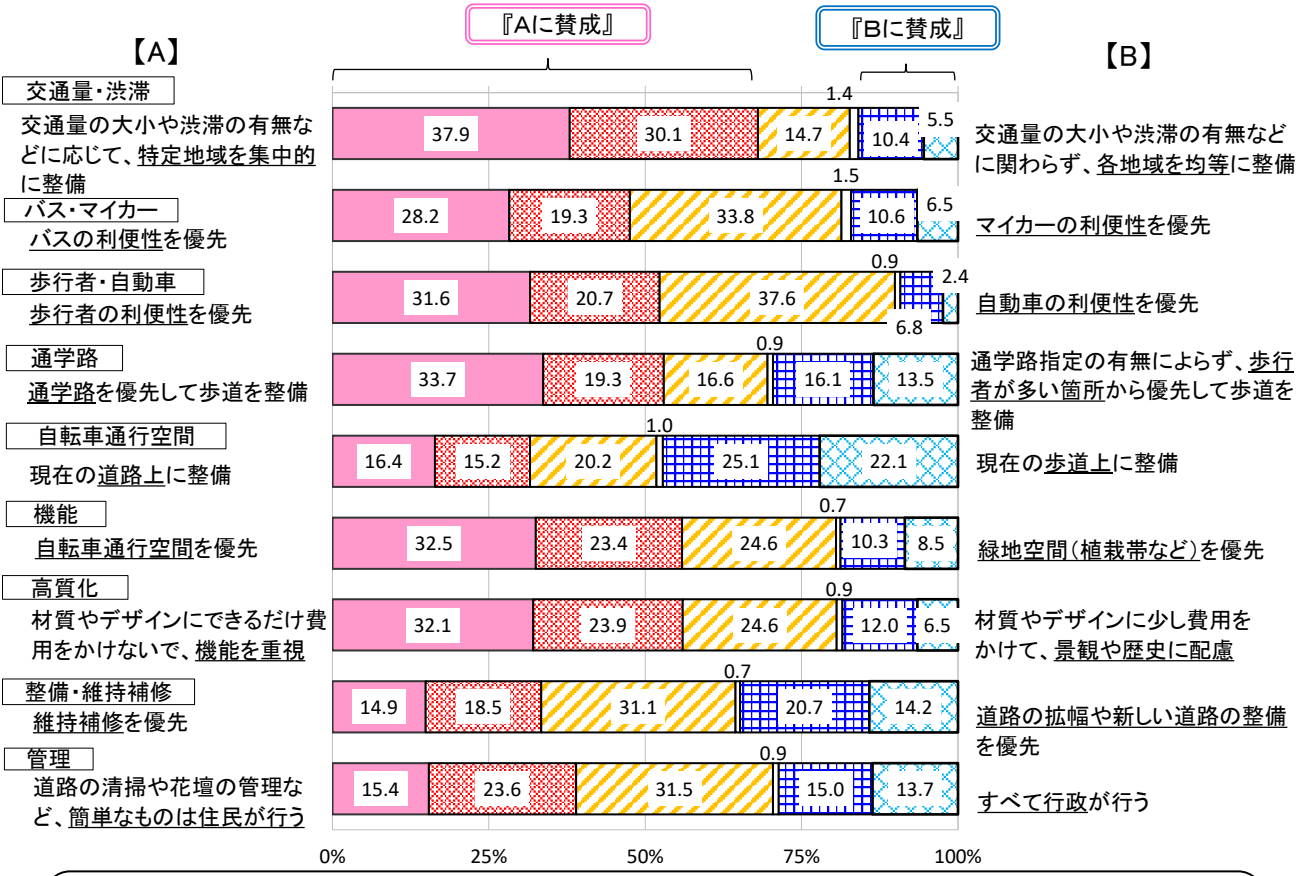 『Aに賛成』
『Bに賛成』
【A】
【B】
交通量・渋滞
交通量の大小や渋滞の有無な
どに応じて、特定地域を集中的
に整備
37.9
30.1
14.7
1.4
10.4
5.5
交通量の大小や渋滞の有無など
に関わらず、各地域を均等に整備
バス・マイカー
バスの利便性を優先
28.2
19.3
33.8
1.5
10.6
6.5
マイカーの利便性を優先
歩行者・自動車
歩行者の利便性を優先
31.6
20.7
37.6
0.9
6.8
2.4
自動車の利便性を優先
通学路
通学路を優先して歩道を整備
33.7
19.3
16.6
0.9
16.1
13.5
通学路指定の有無によらず、歩行
者が多い箇所から優先して歩道を
整備
自転車通行空間
現在の道路上に整備
16.4
15.2
20.2
1.0
25.1
22.1
現在の歩道上に整備
機能
自転車通行空間を優先
32.5
23.4
24.6
0.7
10.3
8.5
緑地空間(植栽帯など)を優先
高質化
材質やデザインにできるだけ費
用をかけないで、機能を重視
32.1
23.9
24.6
0.9
12.0
6.5
材質やデザインに少し費用を
かけて、景観や歴史に配慮
整備・維持補修
維持補修を優先
14.9
18.5
31.1
0.7
20.7
14.2
道路の拡幅や新しい道路の整備
を優先
管理
道路の清掃や花壇の管理な
ど、簡単なものは住民が行う
15.4
23.6
31.5
0.9
15.0
13.7
すべて行政が行う
0%
25%
50%
75%
100%